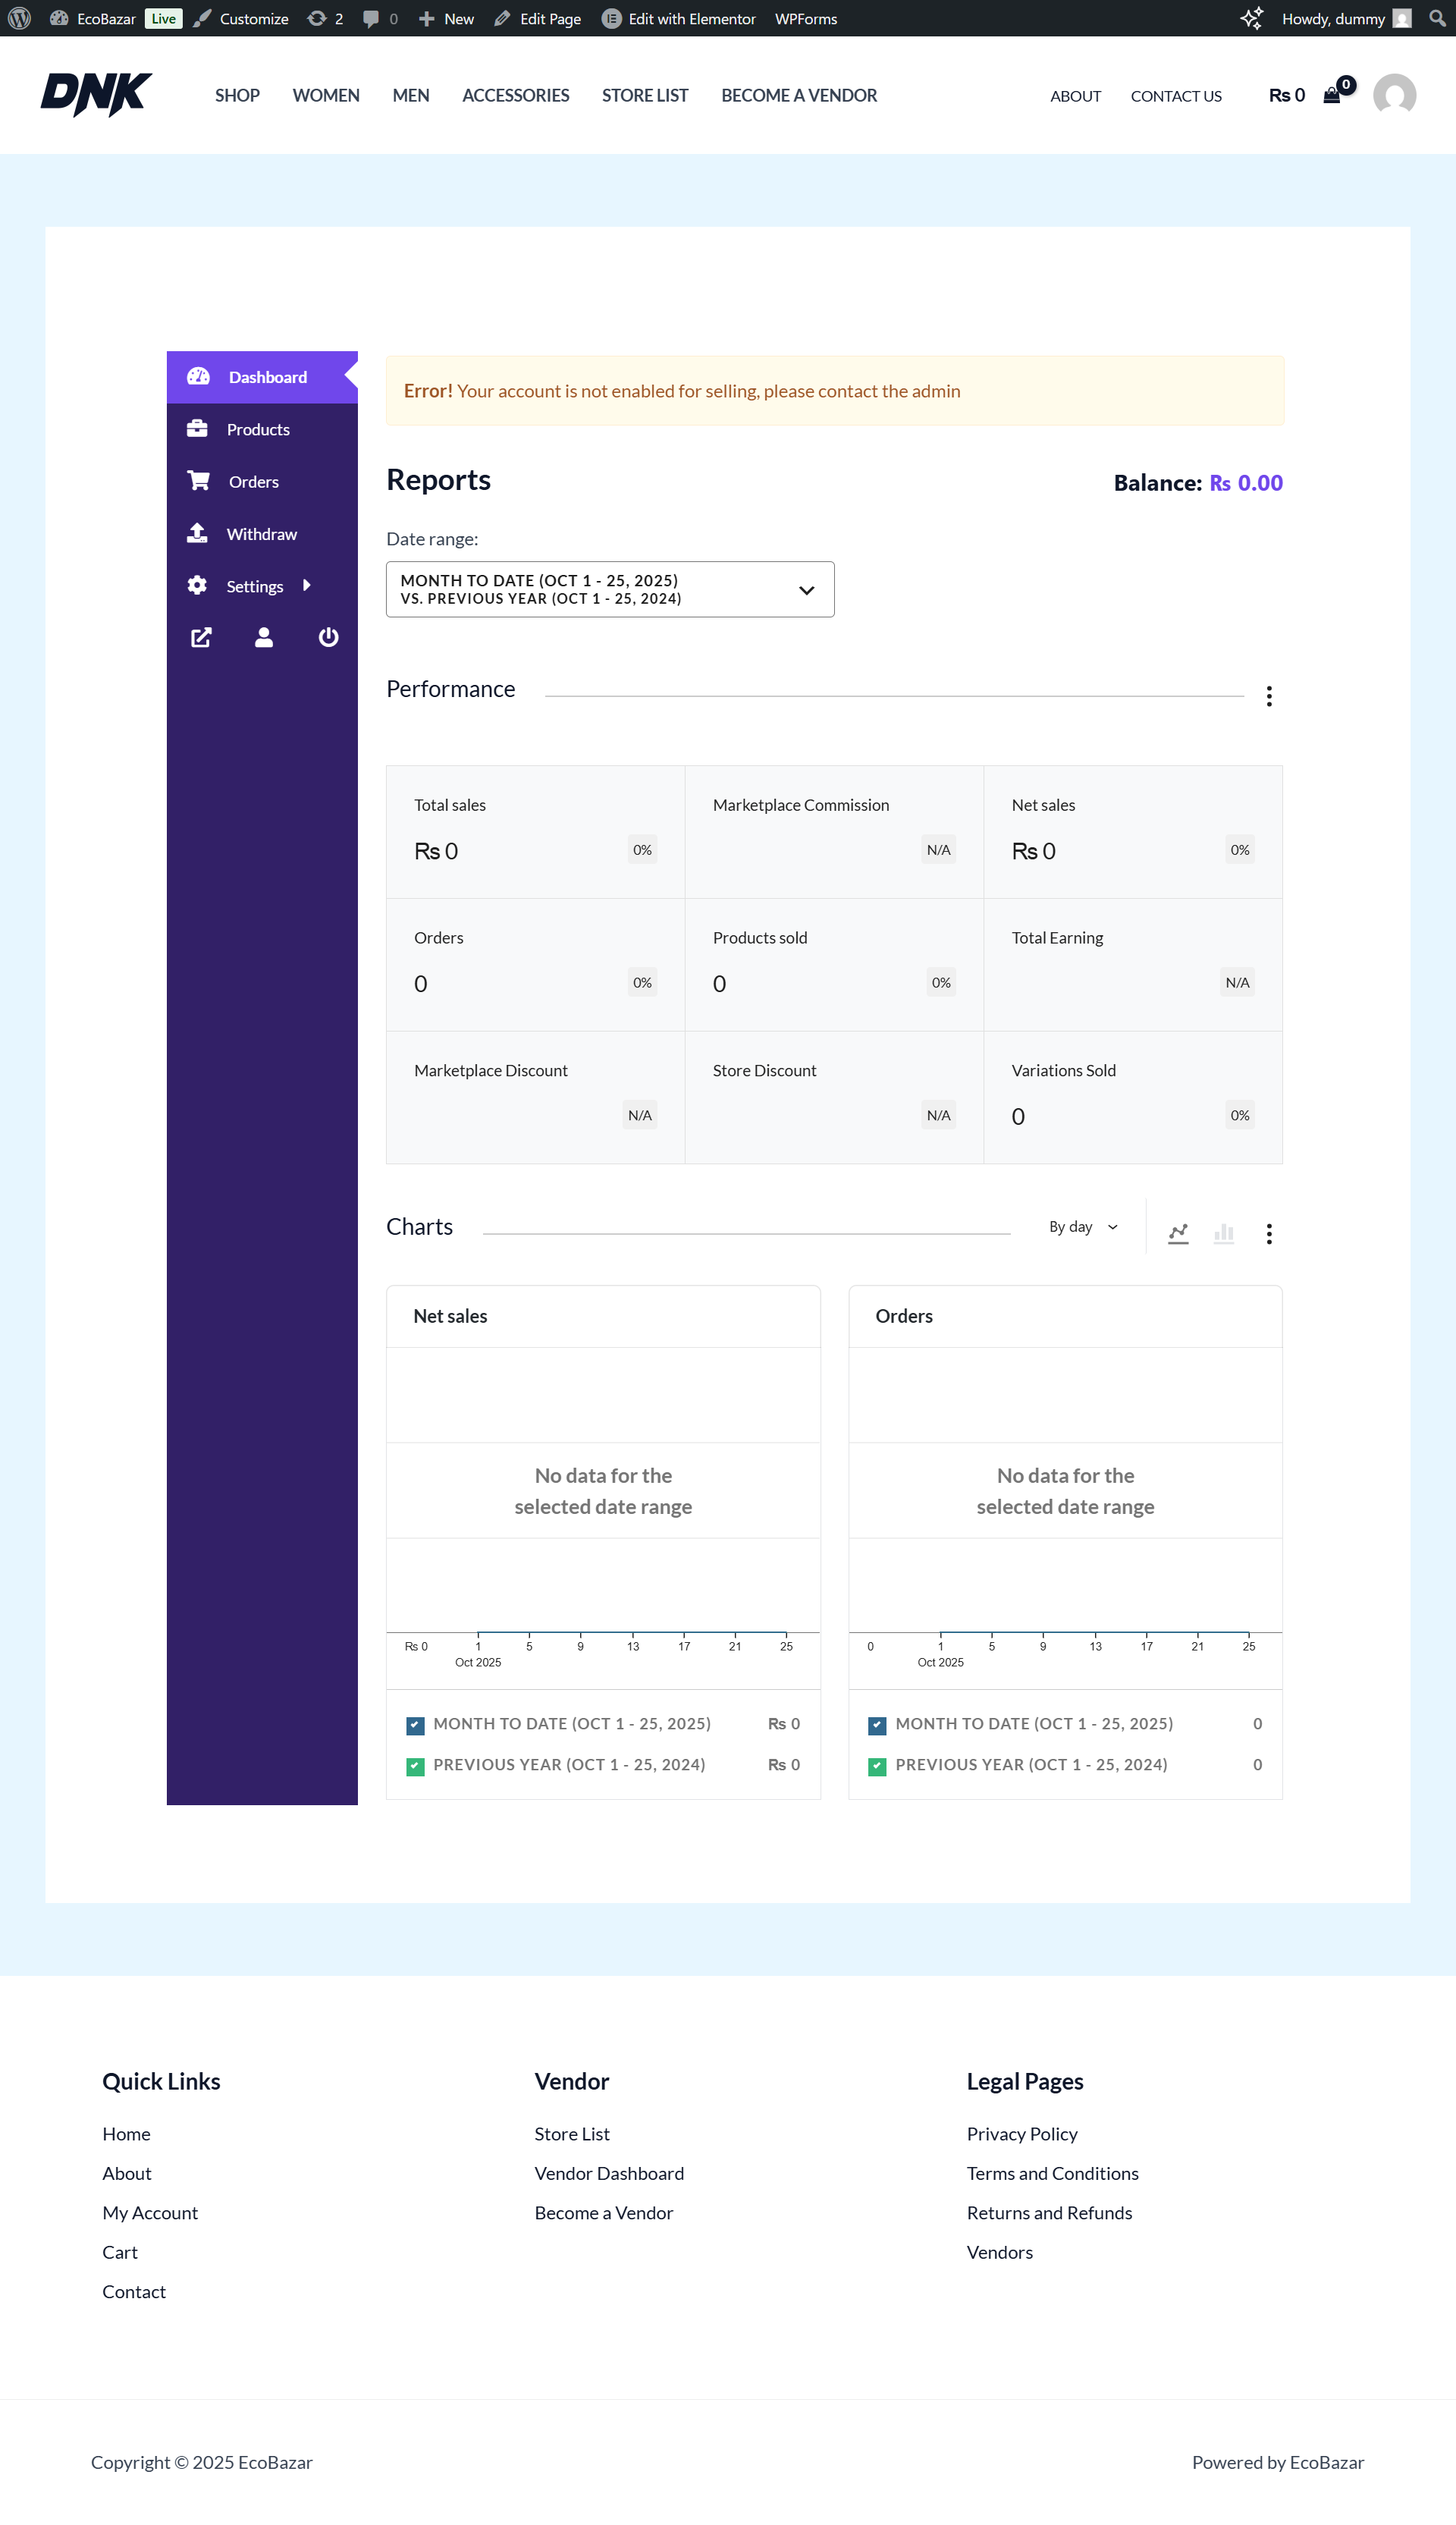 EcoBazar Live Customize 2 0 New Edit Page Edit with Elementor WPForms Howdy, dummy
DNK SHOP WOMEN MEN ACCESSORIES STORE LIST BECOME A VENDOR ABOUT CONTACT US ₨ 0 0
Dashboard
Products
Orders
Withdraw
Settings
Error! Your account is not enabled for selling, please contact the admin
Reports Balance: ₨ 0.00
Date range:
MONTH TO DATE (OCT 1 - 25, 2025)
VS. PREVIOUS YEAR (OCT 1 - 25, 2024)
Performance
Total sales Marketplace Commission Net sales
₨ 0 0% N/A ₨ 0 0%
Orders Products sold Total Earning
0 0% 0 0% N/A
Marketplace Discount Store Discount Variations Sold
N/A N/A 0 0%
Charts By day
Net sales
No data for the
selected date range
₨ 0 1 5 9 13 17 21 25
Oct 2025
MONTH TO DATE (OCT 1 - 25, 2025) ₨ 0
PREVIOUS YEAR (OCT 1 - 25, 2024) ₨ 0
Orders
No data for the
selected date range
0 1 5 9 13 17 21 25
Oct 2025
MONTH TO DATE (OCT 1 - 25, 2025) 0
PREVIOUS YEAR (OCT 1 - 25, 2024) 0
Quick Links
Home
About
My Account
Cart
Contact
Vendor
Store List
Vendor Dashboard
Become a Vendor
Legal Pages
Privacy Policy
Terms and Conditions
Returns and Refunds
Vendors
Copyright © 2025 EcoBazar Powered by EcoBazar